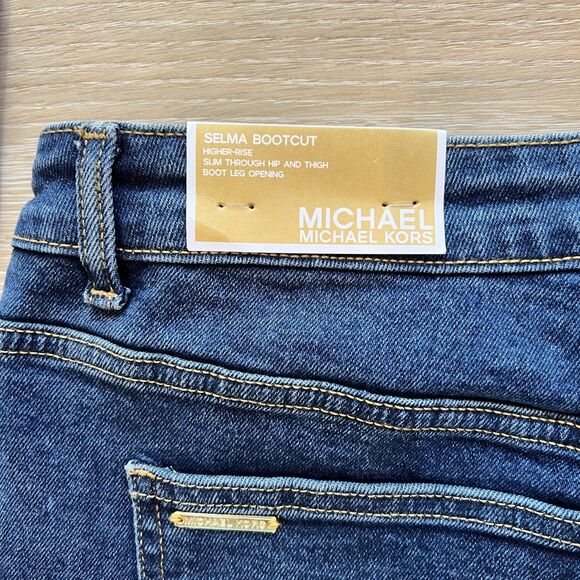 SELMA BOOTCUT
HIGHER-RISE
SLIM THROUGH HIP AND THIGH
BOOT LEG OPENING
MICHAEL
MICHAEL KORS
MICHAEL KORS